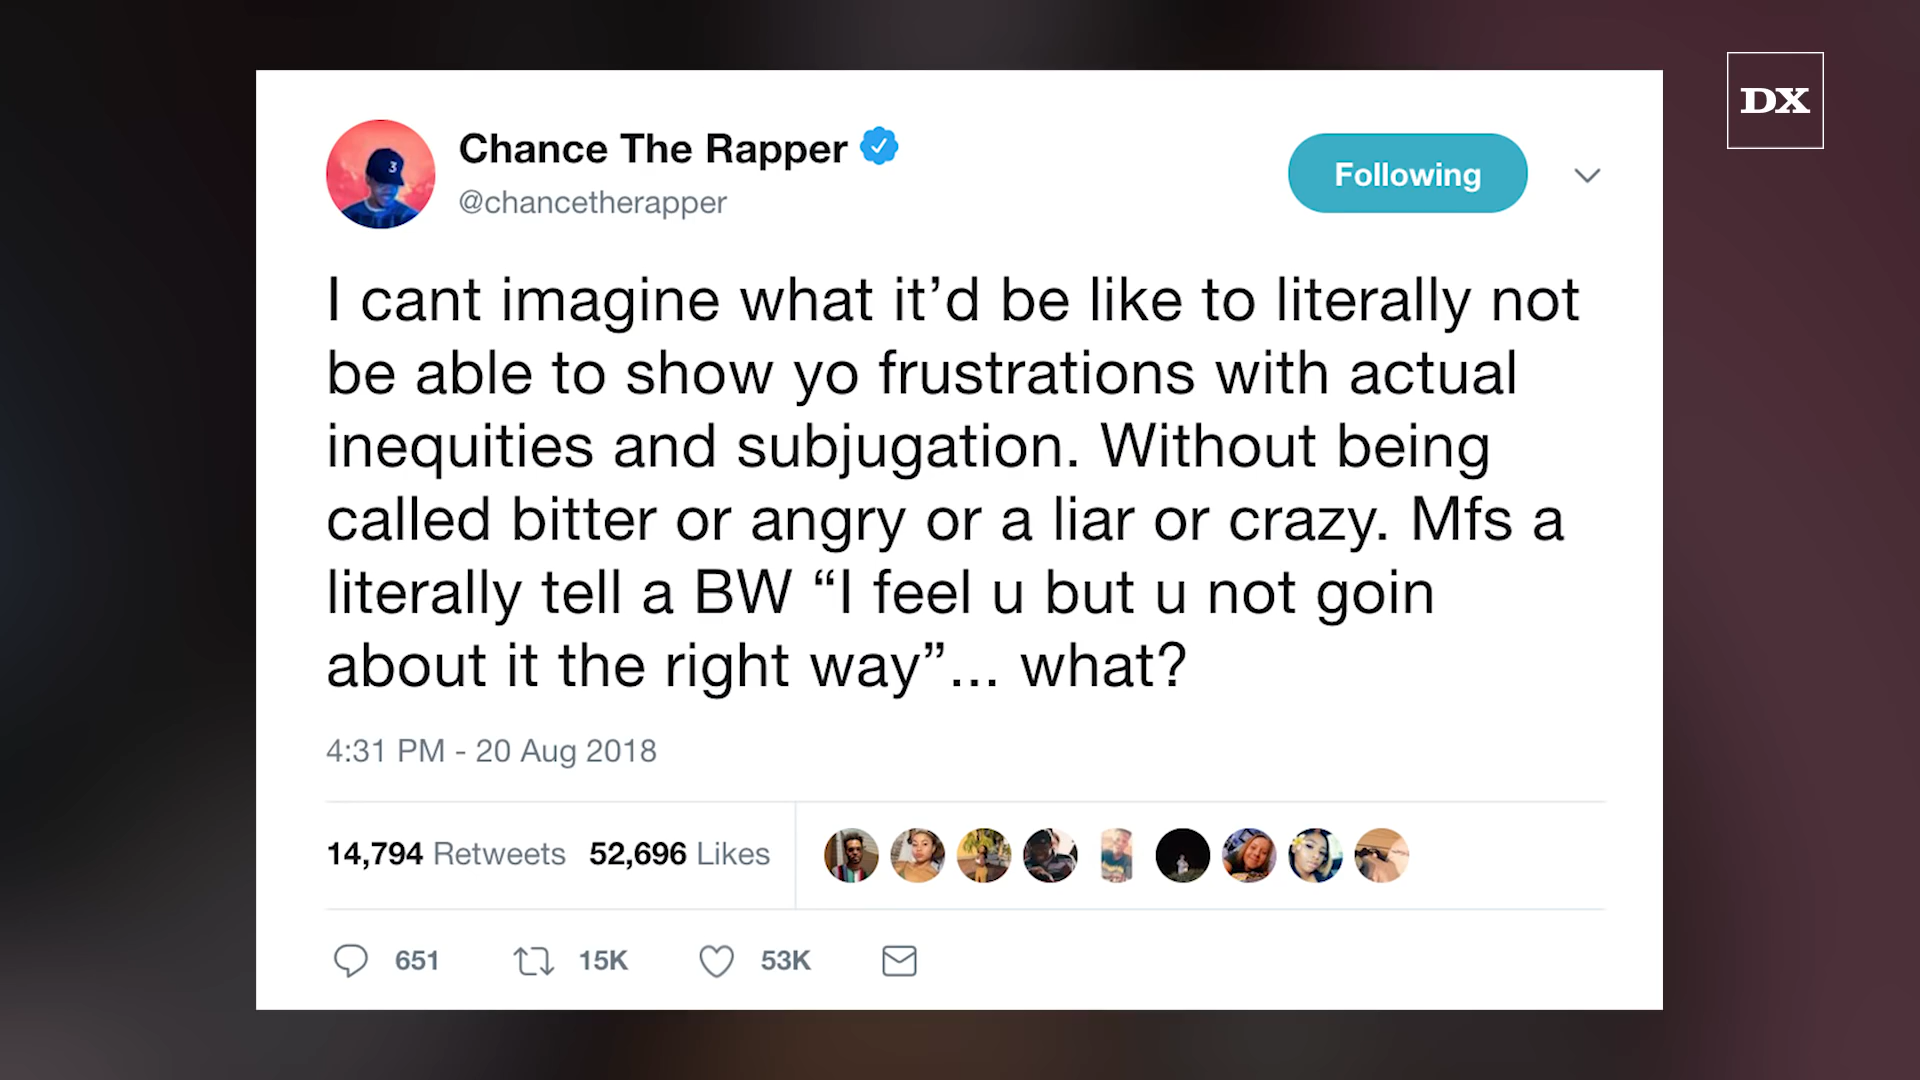 DX
Chance The Rapper
@chancetherapper
Following
3
I cant imagine what it’d be like to literally not
be able to show yo frustrations with actual
inequities and subjugation. Without being
called bitter or angry or a liar or crazy. Mfs a
literally tell a BW “I feel u but u not goin
about it the right way”... what?
4:31 PM - 20 Aug 2018
14,794 Retweets 52,696 Likes
651 15K 53K